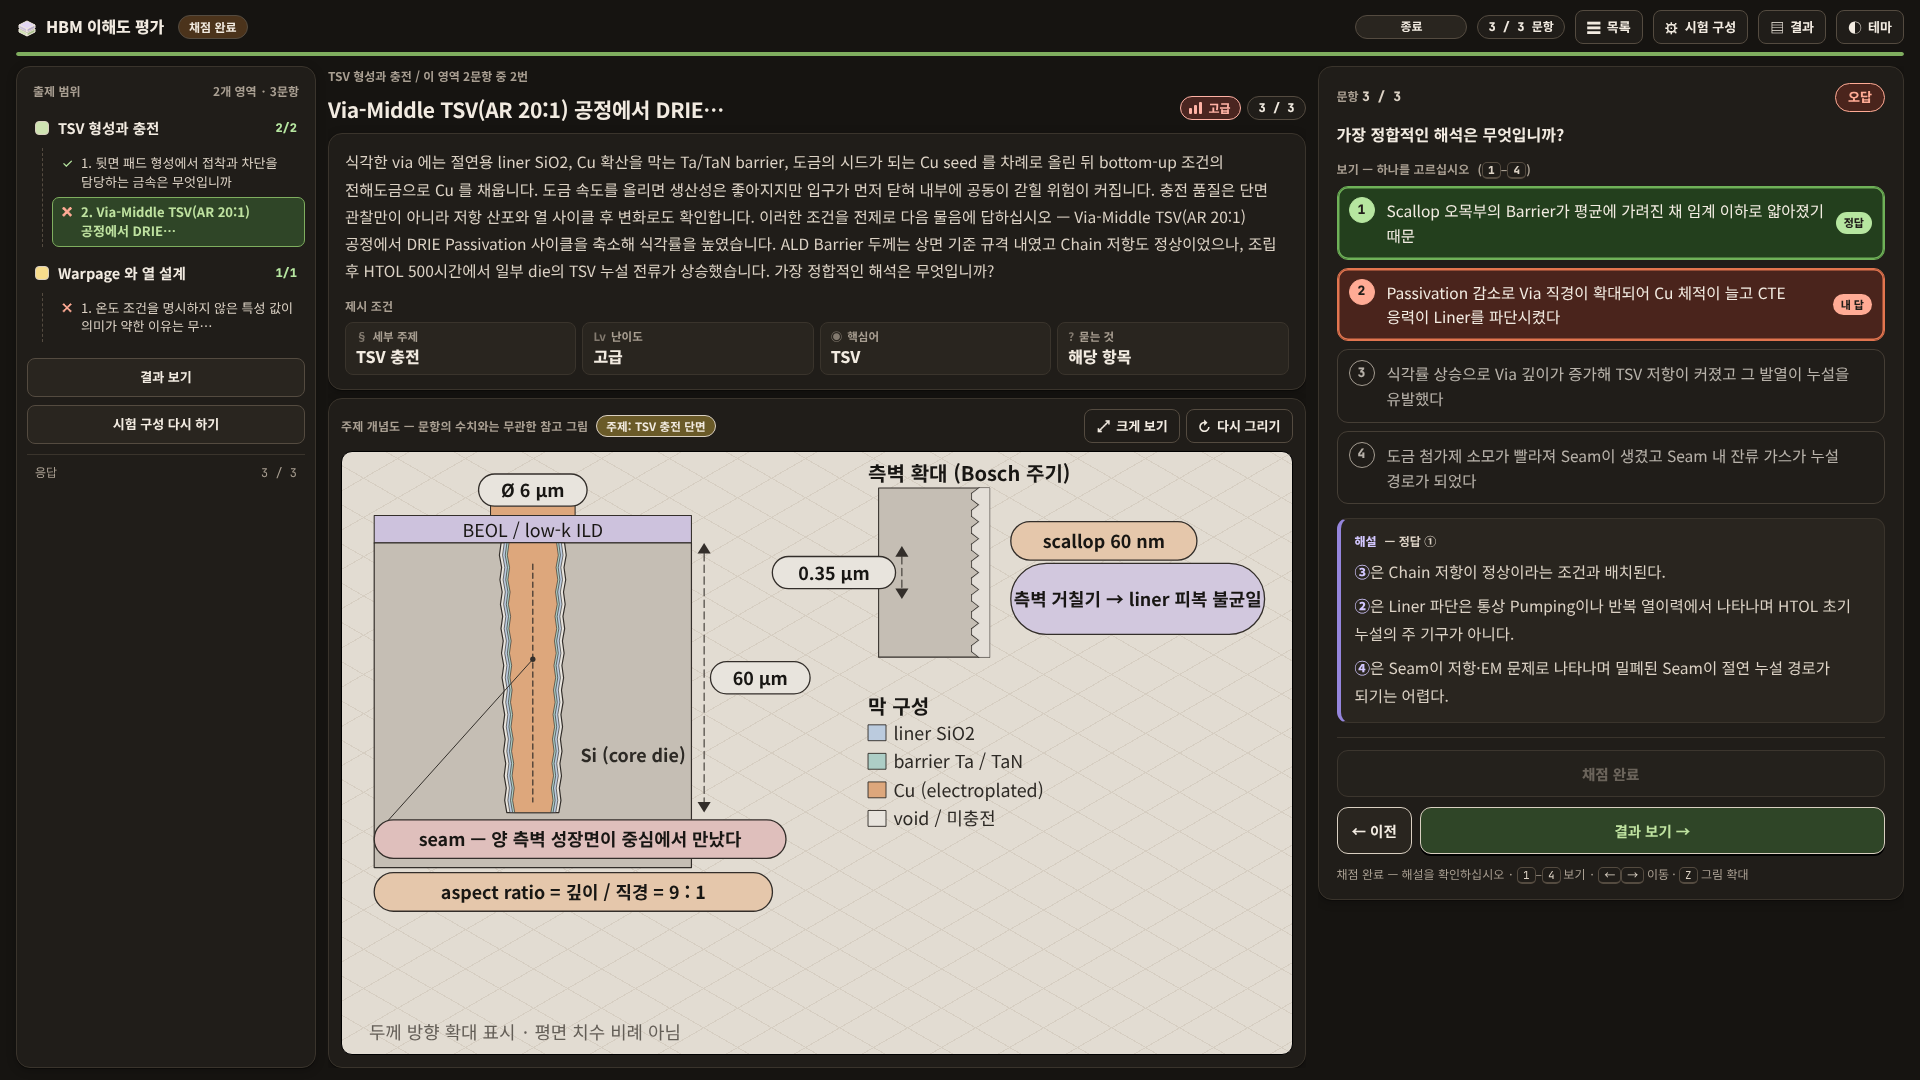 HBM 이해도 평가
채점 완료
종료
3 / 3 문항
목록
시험 구성
결과
테마
출제 범위
2개 영역 · 3문항
TSV 형성과 충전
2/2
1. 뒷면 패드 형성에서 접착과 차단을
담당하는 금속은 무엇입니까
2. Via-Middle TSV(AR 20:1)
공정에서 DRIE…
Warpage 와 열 설계
1/1
1. 온도 조건을 명시하지 않은 특성 값이
의미가 약한 이유는 무…
결과 보기
시험 구성 다시 하기
응답
3 / 3
TSV 형성과 충전 / 이 영역 2문항 중 2번
Via-Middle TSV(AR 20:1) 공정에서 DRIE…
고급
3 / 3
식각한 via 에는 절연용 liner SiO2, Cu 확산을 막는 Ta/TaN barrier, 도금의 시드가 되는 Cu seed 를 차례로 올린 뒤 bottom-up 조건의
전해도금으로 Cu 를 채웁니다. 도금 속도를 올리면 생산성은 좋아지지만 입구가 먼저 닫혀 내부에 공동이 갇힐 위험이 커집니다. 충전 품질은 단면
관찰만이 아니라 저항 산포와 열 사이클 후 변화로도 확인합니다. 이러한 조건을 전제로 다음 물음에 답하십시오 — Via-Middle TSV(AR 20:1)
공정에서 DRIE Passivation 사이클을 축소해 식각률을 높였습니다. ALD Barrier 두께는 상면 기준 규격 내였고 Chain 저항도 정상이었으나, 조립
후 HTOL 500시간에서 일부 die의 TSV 누설 전류가 상승했습니다. 가장 정합적인 해석은 무엇입니까?
제시 조건
§ 세부 주제
TSV 충전
Lv 난이도
고급
◉ 핵심어
TSV
? 묻는 것
해당 항목
주제 개념도 — 문항의 수치와는 무관한 참고 그림
주제: TSV 충전 단면
크게 보기
다시 그리기
Ø 6 µm
BEOL / low-k ILD
60 µm
Si (core die)
seam — 양 측벽 성장면이 중심에서 만났다
aspect ratio = 깊이 / 직경 = 9 : 1
측벽 확대 (Bosch 주기)
0.35 µm
scallop 60 nm
측벽 거칠기 → liner 피복 불균일
막 구성
liner SiO2
barrier Ta / TaN
Cu (electroplated)
void / 미충전
두께 방향 확대 표시 · 평면 치수 비례 아님
문항 3 / 3
오답
가장 정합적인 해석은 무엇입니까?
보기 — 하나를 고르십시오 (1–4)
1 Scallop 오목부의 Barrier가 평균에 가려진 채 임계 이하로 얇아졌기
때문
정답
2 Passivation 감소로 Via 직경이 확대되어 Cu 체적이 늘고 CTE
응력이 Liner를 파단시켰다
내 답
3 식각률 상승으로 Via 깊이가 증가해 TSV 저항이 커졌고 그 발열이 누설을
유발했다
4 도금 첨가제 소모가 빨라져 Seam이 생겼고 Seam 내 잔류 가스가 누설
경로가 되었다
해설 — 정답 ①
③은 Chain 저항이 정상이라는 조건과 배치된다.
②은 Liner 파단은 통상 Pumping이나 반복 열이력에서 나타나며 HTOL 초기
누설의 주 기구가 아니다.
④은 Seam이 저항·EM 문제로 나타나며 밀폐된 Seam이 절연 누설 경로가
되기는 어렵다.
채점 완료
← 이전
결과 보기 →
채점 완료 — 해설을 확인하십시오 · 1–4 보기 · ← → 이동 · Z 그림 확대